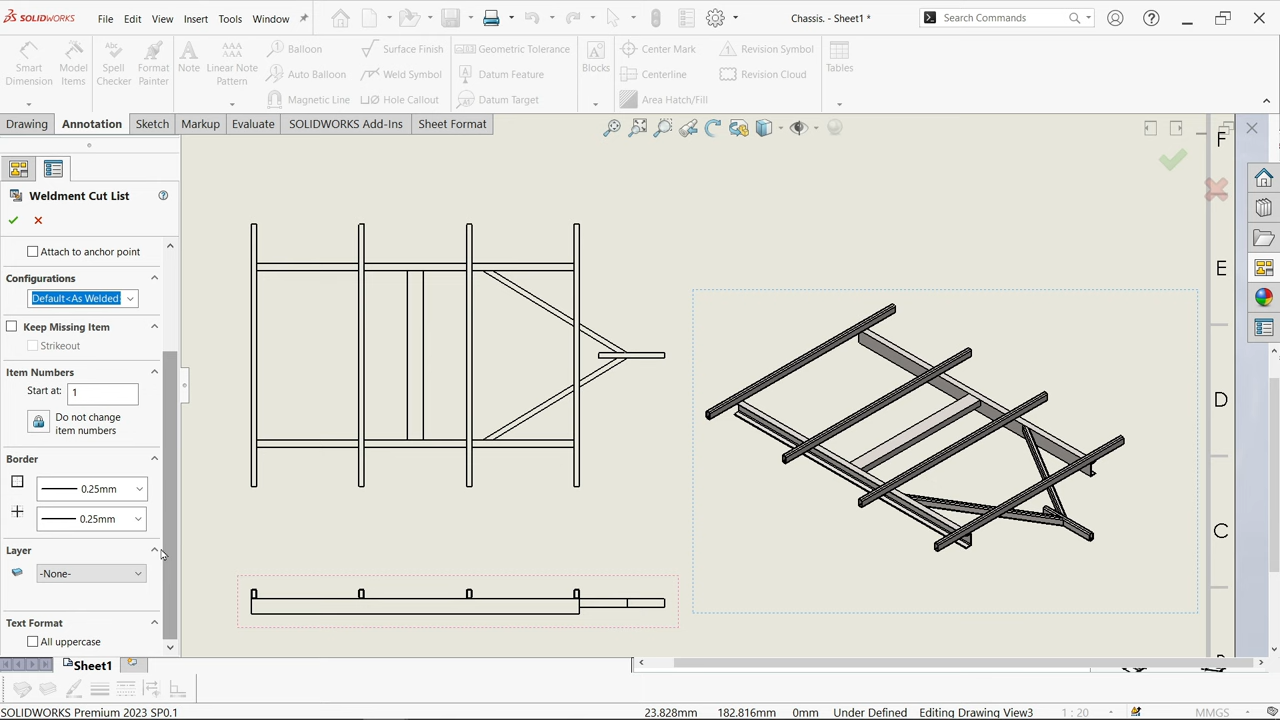 SOLIDWORKS File Edit View Insert Tools Window Chassis. - Sheet1 * Search Commands
Smart Dimension
Model Items
Spell Checker
Format Painter
Note
Linear Note Pattern
Balloon
Auto Balloon
Magnetic Line
Surface Finish
Weld Symbol
Hole Callout
Geometric Tolerance
Datum Feature
Datum Target
Blocks
Center Mark
Centerline
Area Hatch/Fill
Revision Symbol
Revision Cloud
Tables
Drawing Annotation Sketch Markup Evaluate SOLIDWORKS Add-Ins Sheet Format
Weldment Cut List
Attach to anchor point
Configurations
Default<As Welded>
Keep Missing Item
Strikeout
Item Numbers
Start at: 1
Do not change
item numbers
Border
0.25mm
0.25mm
Layer
-None-
Text Format
All uppercase
F
E
D
C
Sheet1
SOLIDWORKS Premium 2023 SP0.1 23.828mm 182.816mm 0mm Under Defined Editing Drawing View3 1 : 20 MMGS